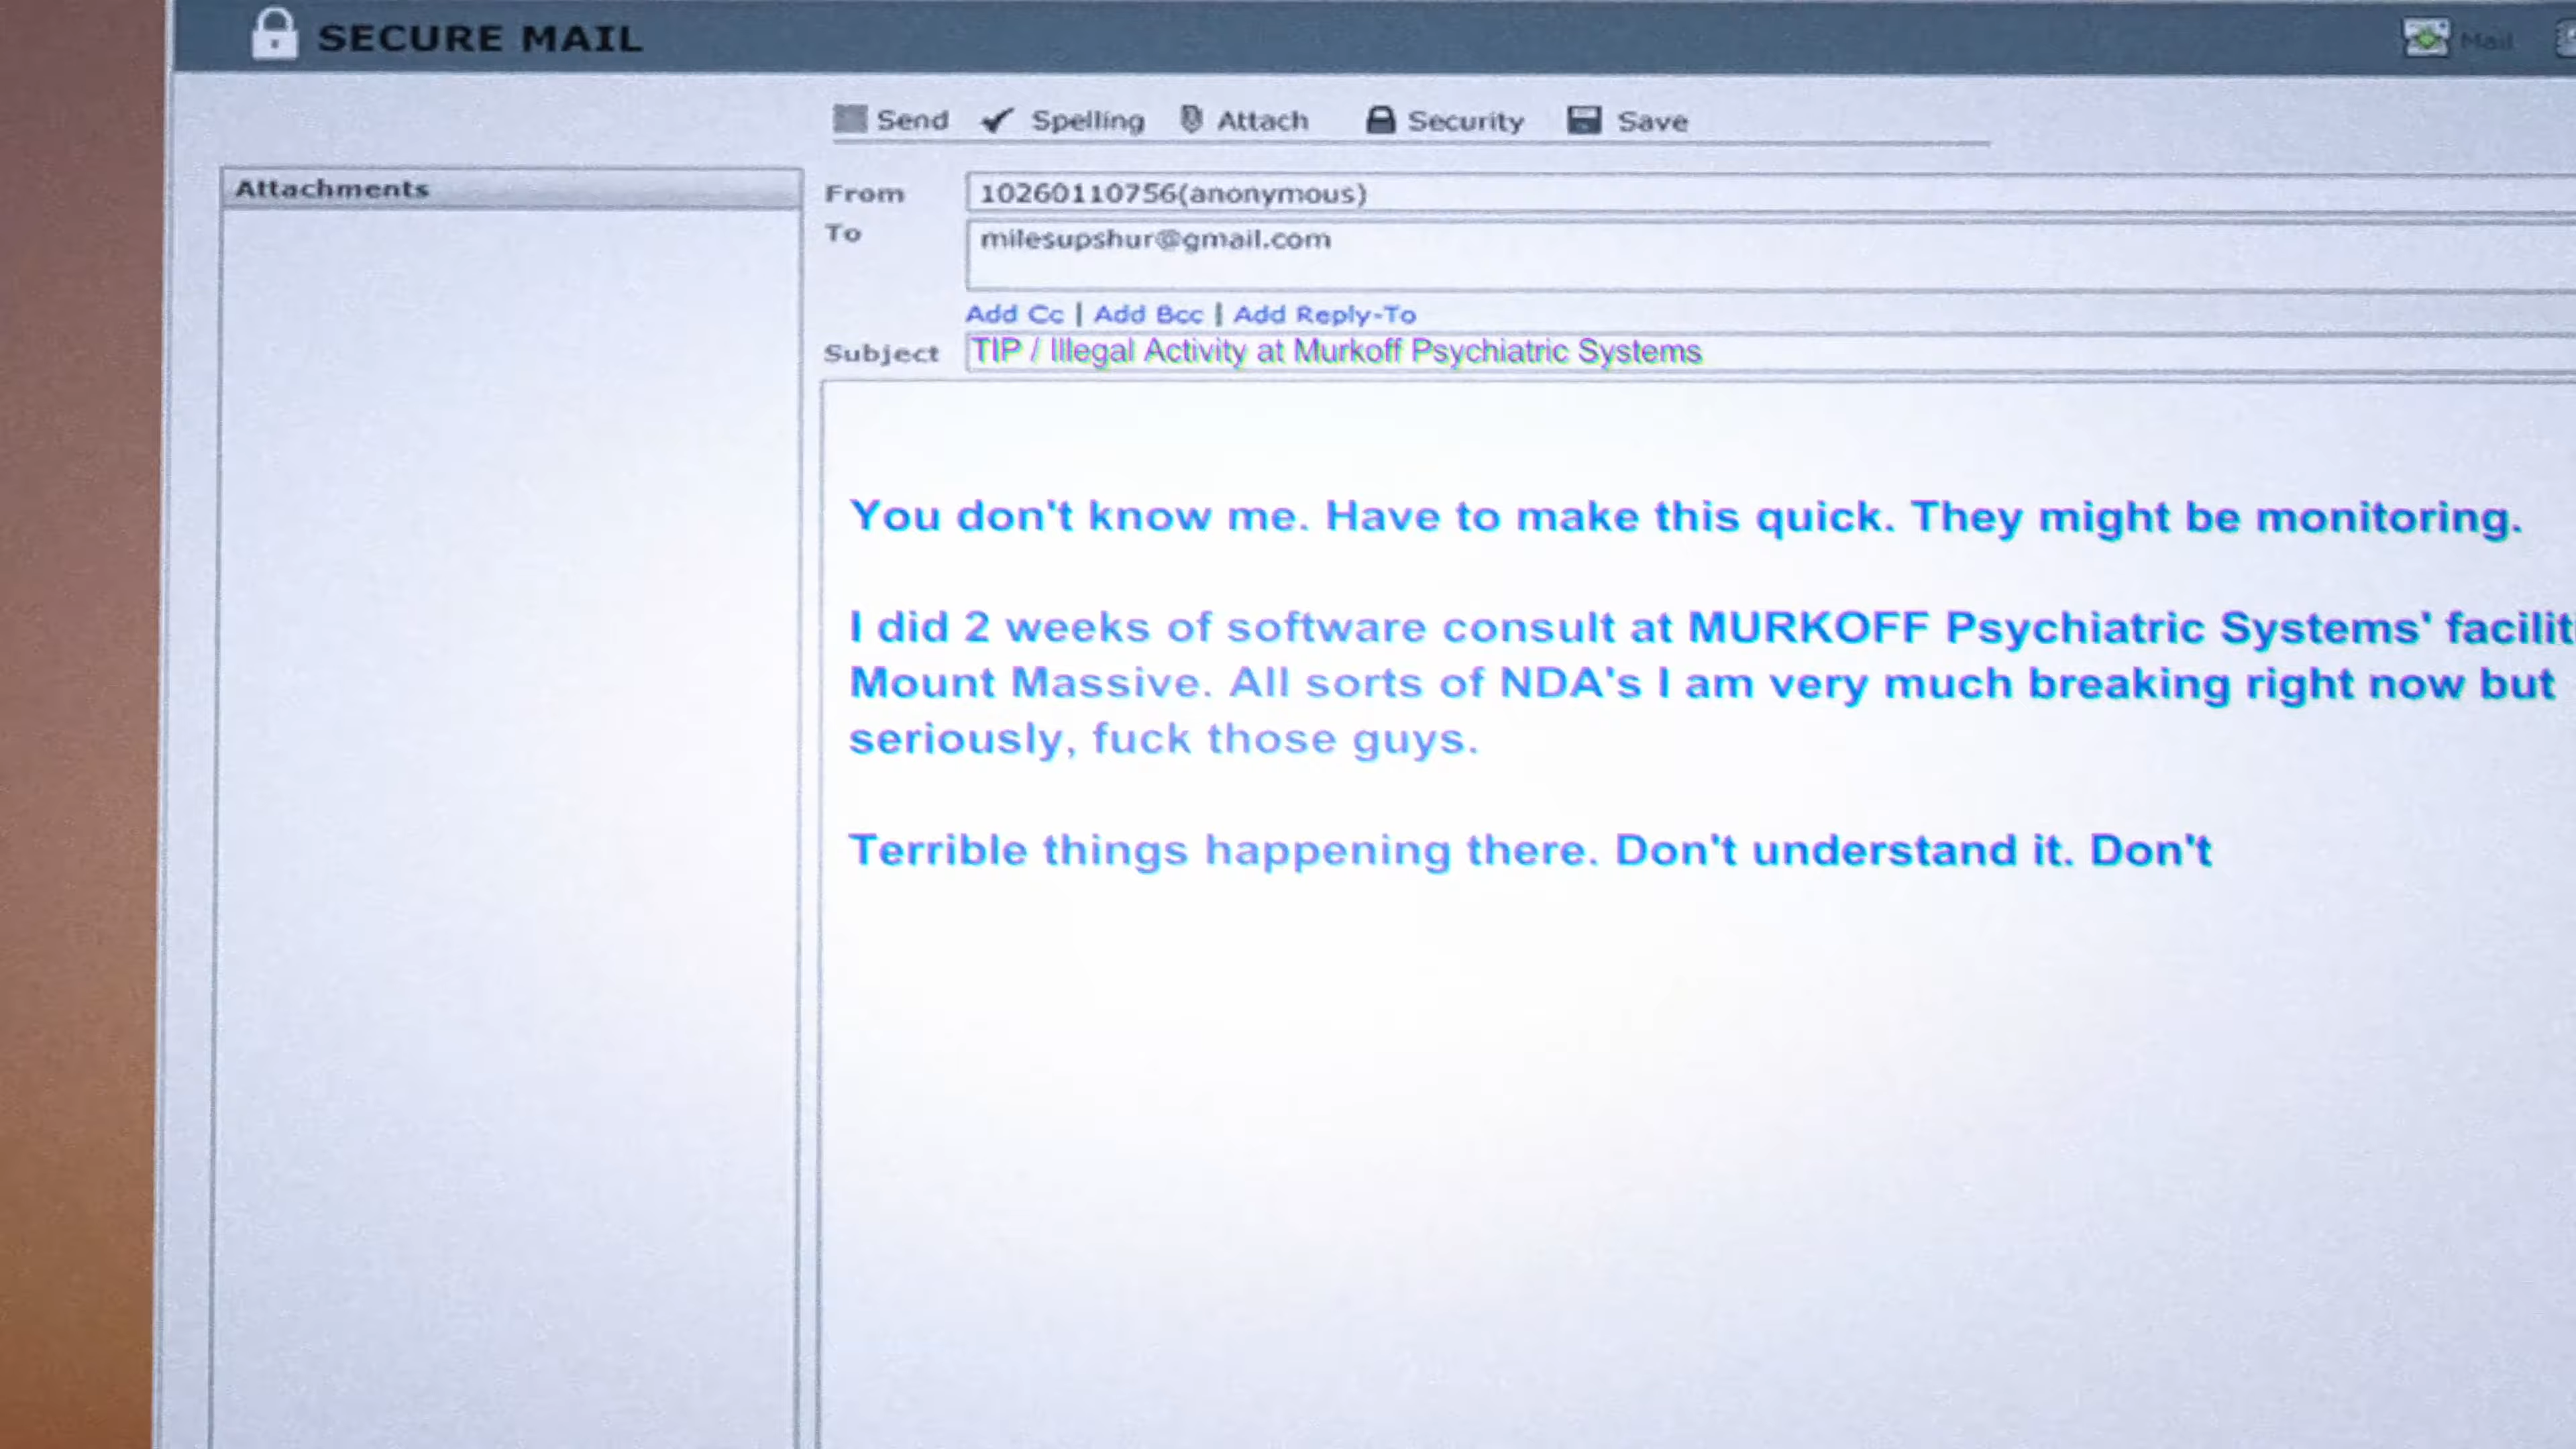 SECURE MAIL
Mail
Send Spelling Attach Security Save
Attachments
From 10260110756(anonymous)
To milesupshur@gmail.com
Add Cc | Add Bcc | Add Reply-To
Subject TIP / Illegal Activity at Murkoff Psychiatric Systems
You don't know me. Have to make this quick. They might be monitoring.
I did 2 weeks of software consult at MURKOFF Psychiatric Systems' facilit
Mount Massive. All sorts of NDA's I am very much breaking right now but
seriously, fuck those guys.
Terrible things happening there. Don't understand it. Don't